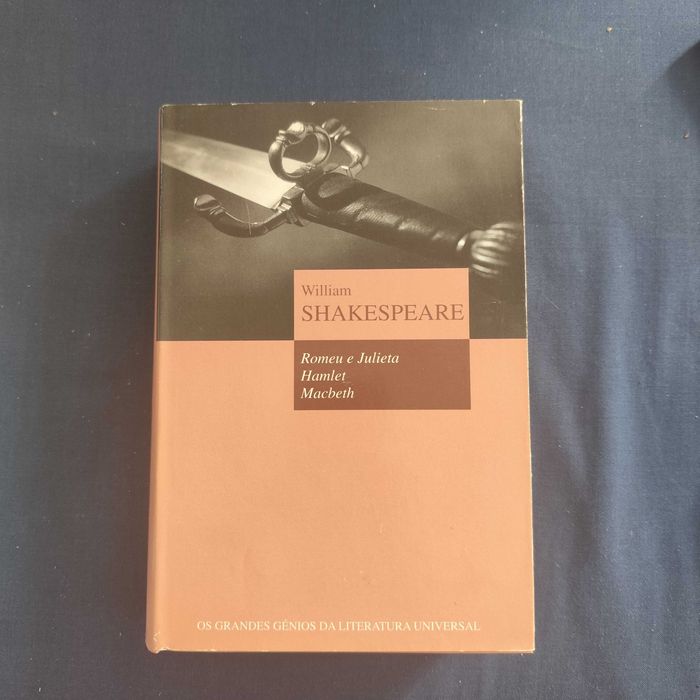 William
SHAKESPEARE
Romeu e Julieta
Hamlet
Macbeth
OS GRANDES GÉNIOS DA LITERATURA UNIVERSAL